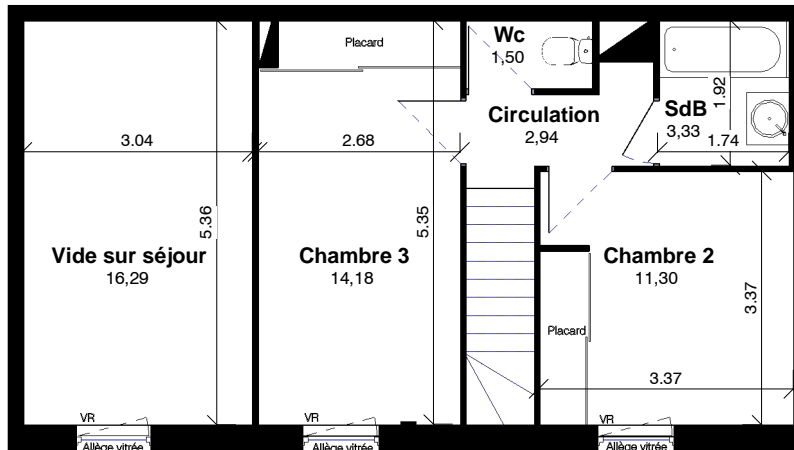 Placard
Wc
1,50
1.92
Circulation
2,94
SdB
3,33
1.74
3.04
2.68
5.36
5.35
Vide sur séjour
16,29
Chambre 3
14,18
Chambre 2
11,30
3.37
Placard
3.37
VR
VR
VR
Allège vitrée
Allège vitrée
Allège vitrée